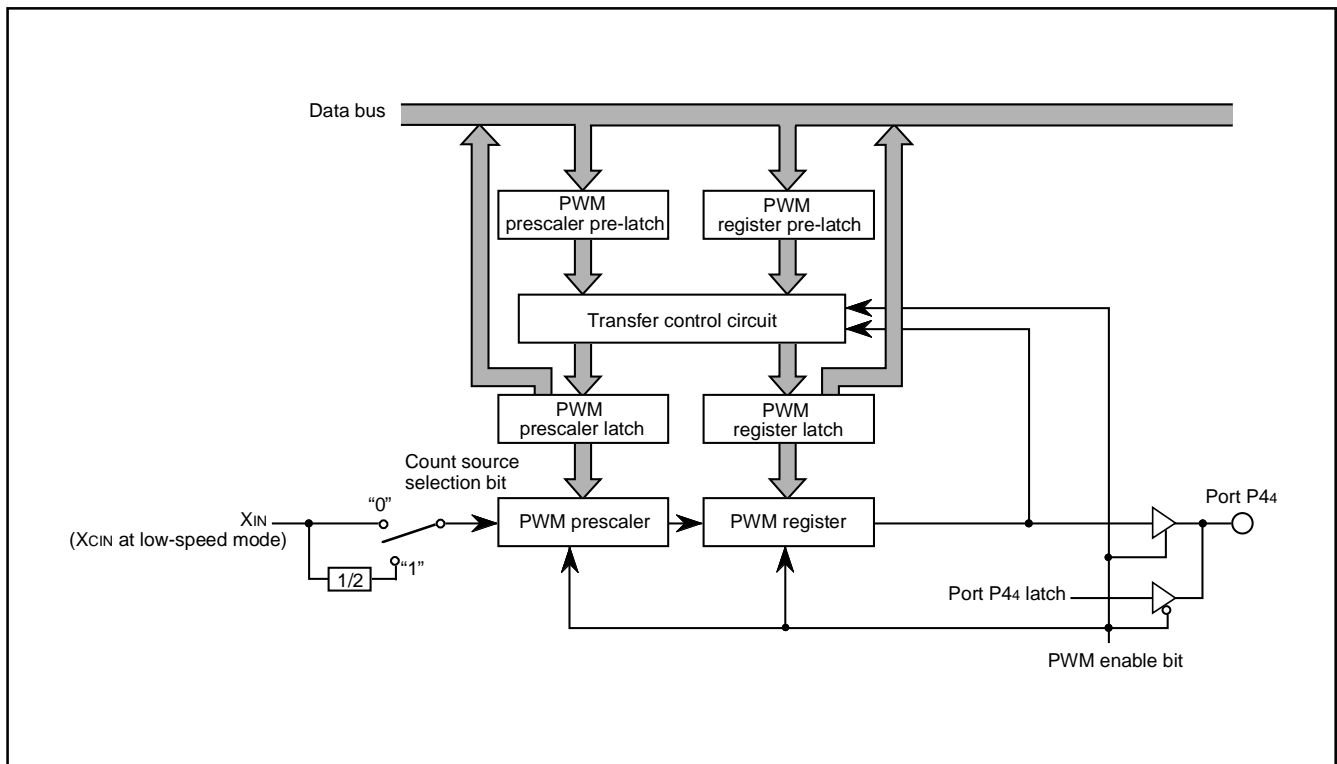 Data bus
PWM
prescaler pre-latch
PWM
register pre-latch
Transfer control circuit
PWM
prescaler latch
PWM
register latch
Count source
selection bit
“0”
XIN
(XCIN at low-speed mode)
“1”
1/2
PWM prescaler
PWM register
Port P44
Port P44 latch
PWM enable bit